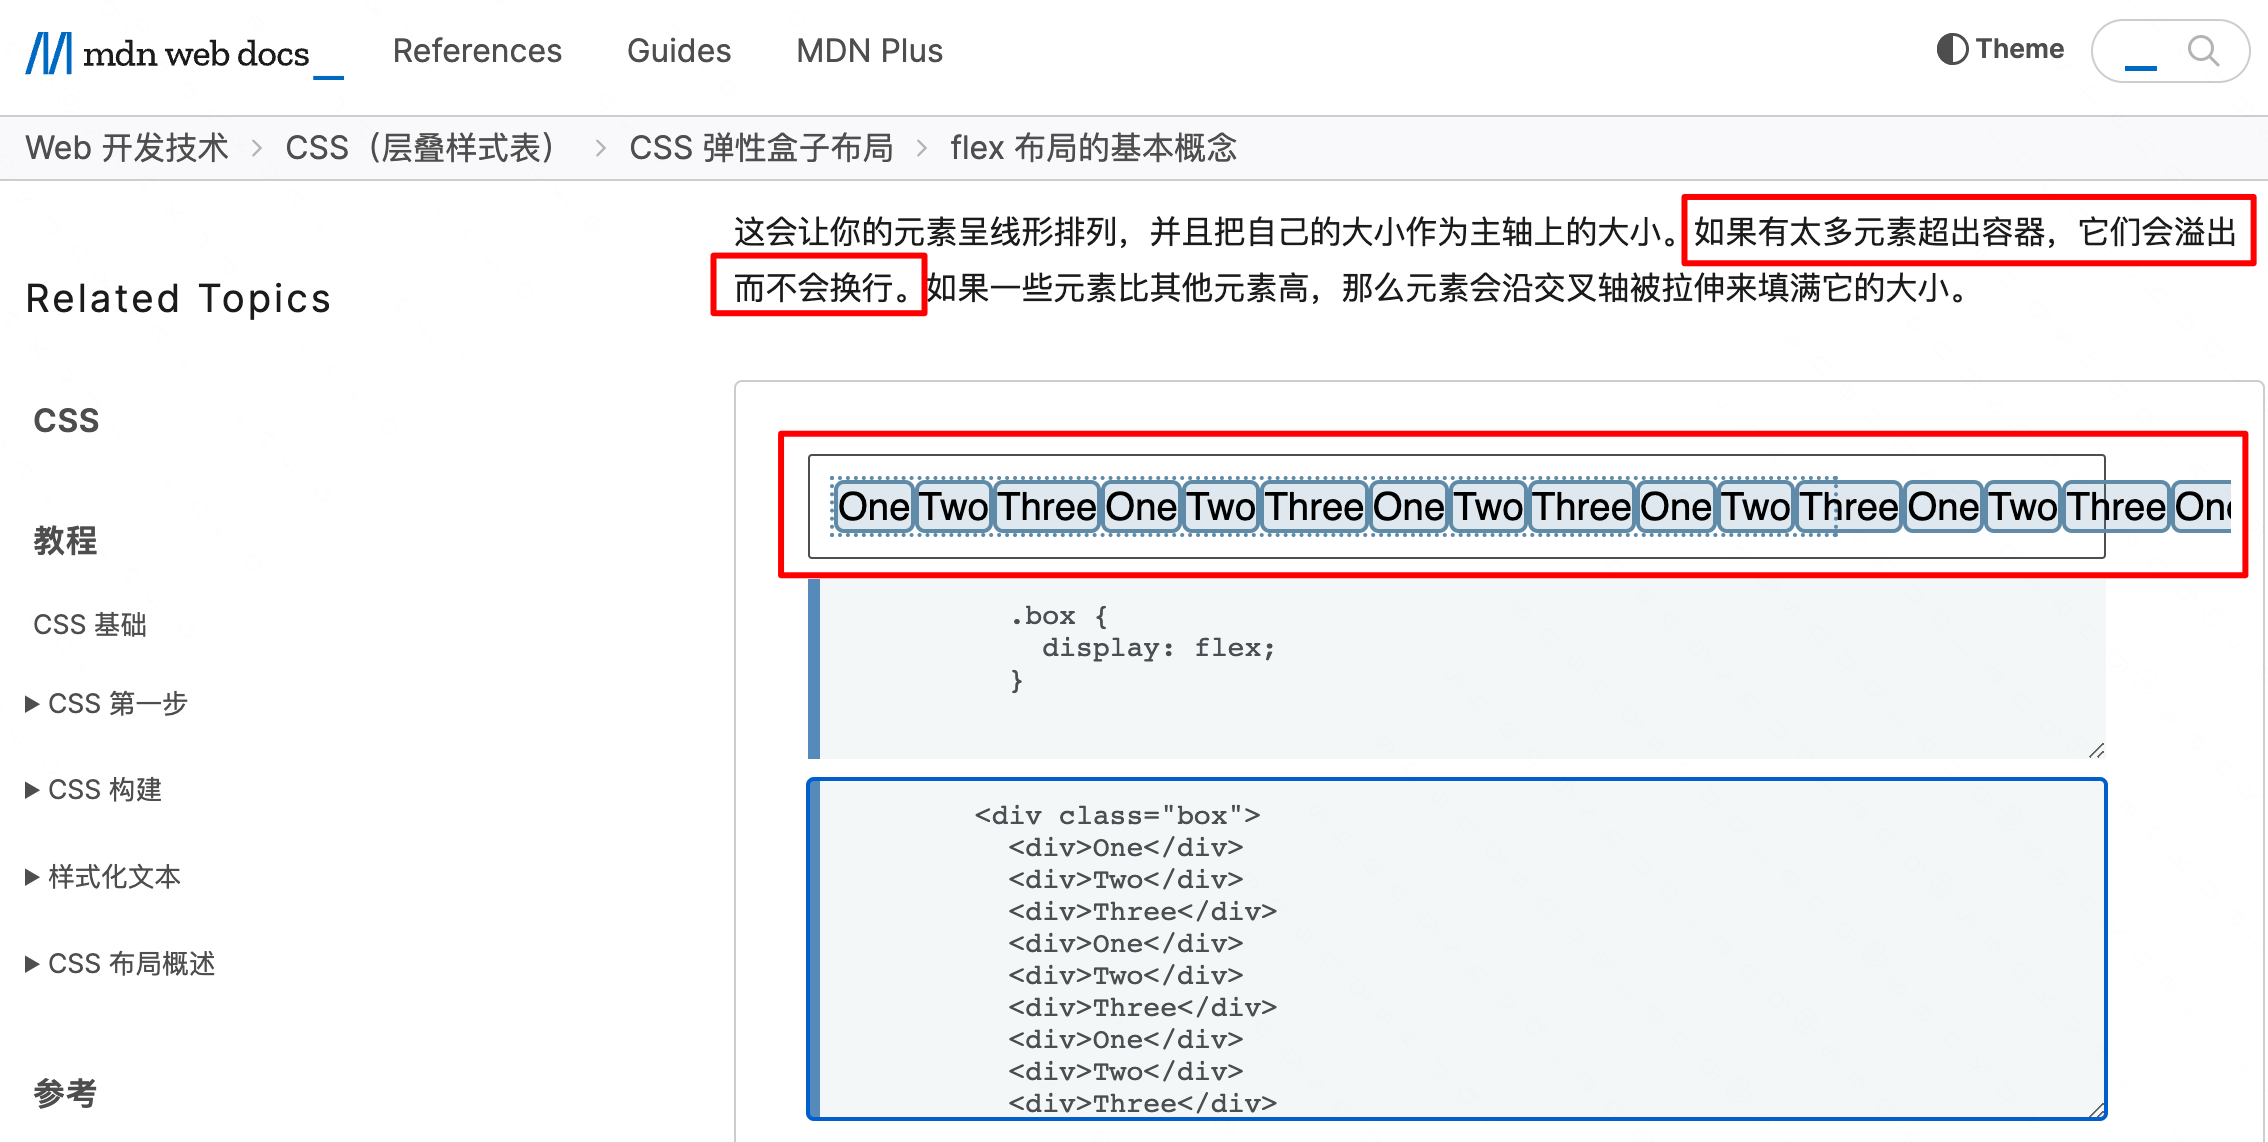 mdn web docs_
References
Guides
MDN Plus
Theme
Web 开发技术 > CSS（层叠样式表） > CSS 弹性盒子布局 > flex 布局的基本概念
Related Topics
CSS
教程
CSS 基础
CSS 第一步
CSS 构建
样式化文本
CSS 布局概述
参考
这会让你的元素呈线形排列，并且把自己的大小作为主轴上的大小。如果有太多元素超出容器，它们会溢出
而不会换行。如果一些元素比其他元素高，那么元素会沿交叉轴被拉伸来填满它的大小。
One Two Three One Two Three One Two Three One Two Three One Two Three One
.box {
display: flex;
}
<div class="box">
<div>One</div>
<div>Two</div>
<div>Three</div>
<div>One</div>
<div>Two</div>
<div>Three</div>
<div>One</div>
<div>Two</div>
<div>Three</div>